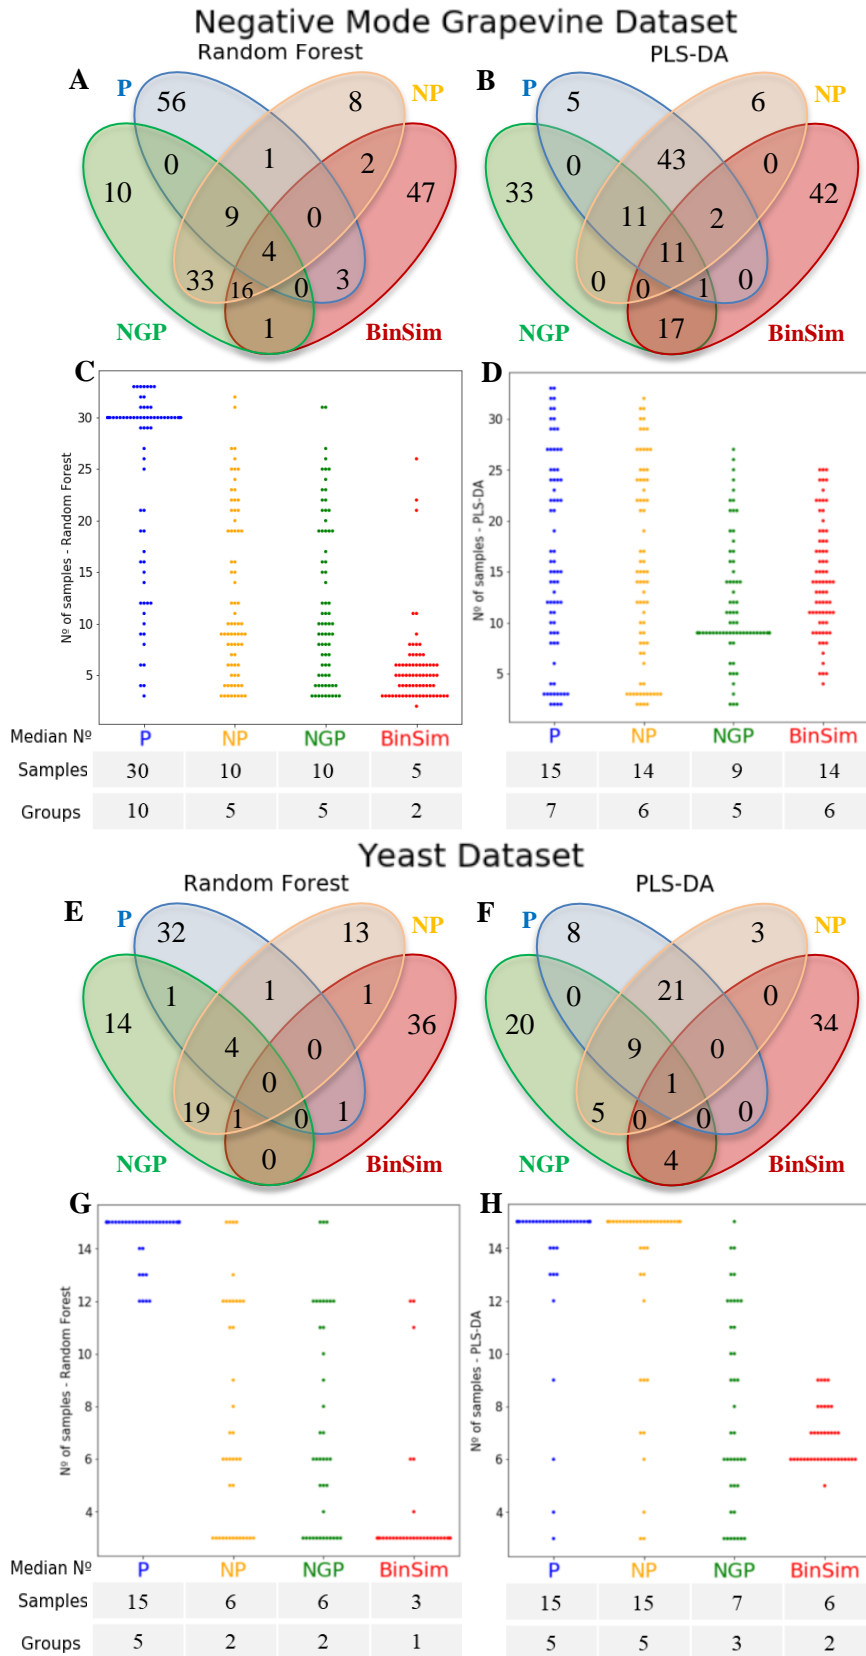 Negative Mode Grapevine Dataset
Random Forest
PLS-DA
A
P
56
8
NP
0
1
2
10
47
9
0
4
33
16
0
3
1
NGP
BinSim
B
P
5
6
NP
0
43
0
33
42
11
2
11
0
0
1
0
17
NGP
BinSim
C
Nº of samples - Random Forest
30
25
20
15
10
5
D
Nº of samples - PLS-DA
30
25
20
15
10
5
Median Nº P NP NGP BinSim P NP NGP BinSim
Samples 30 10 10 5 15 14 9 14
Groups 10 5 5 2 7 6 5 6
Yeast Dataset
Random Forest
PLS-DA
E
P
32
13
NP
1
1
1
14
36
4
0
0
19
1
0
1
0
NGP
BinSim
F
P
8
3
NP
0
21
0
20
34
9
0
1
5
0
0
0
4
NGP
BinSim
G
Nº of samples - Random Forest
14
12
10
8
6
4
H
Nº of samples - PLS-DA
14
12
10
8
6
4
Median Nº P NP NGP BinSim P NP NGP BinSim
Samples 15 6 6 3 15 15 7 6
Groups 5 2 2 1 5 5 3 2